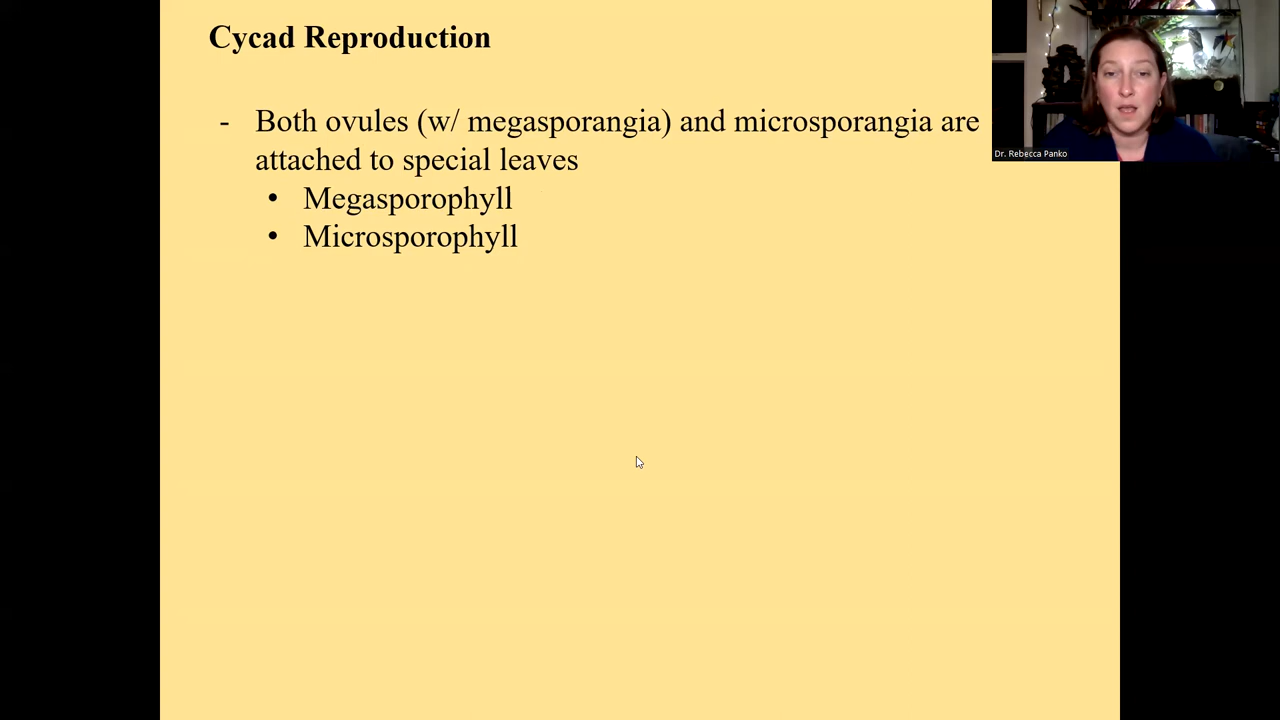 Cycad Reproduction
- Both ovules (w/ megasporangia) and microsporangia are
attached to special leaves
• Megasporophyll
• Microsporophyll
Dr. Rebecca Panko